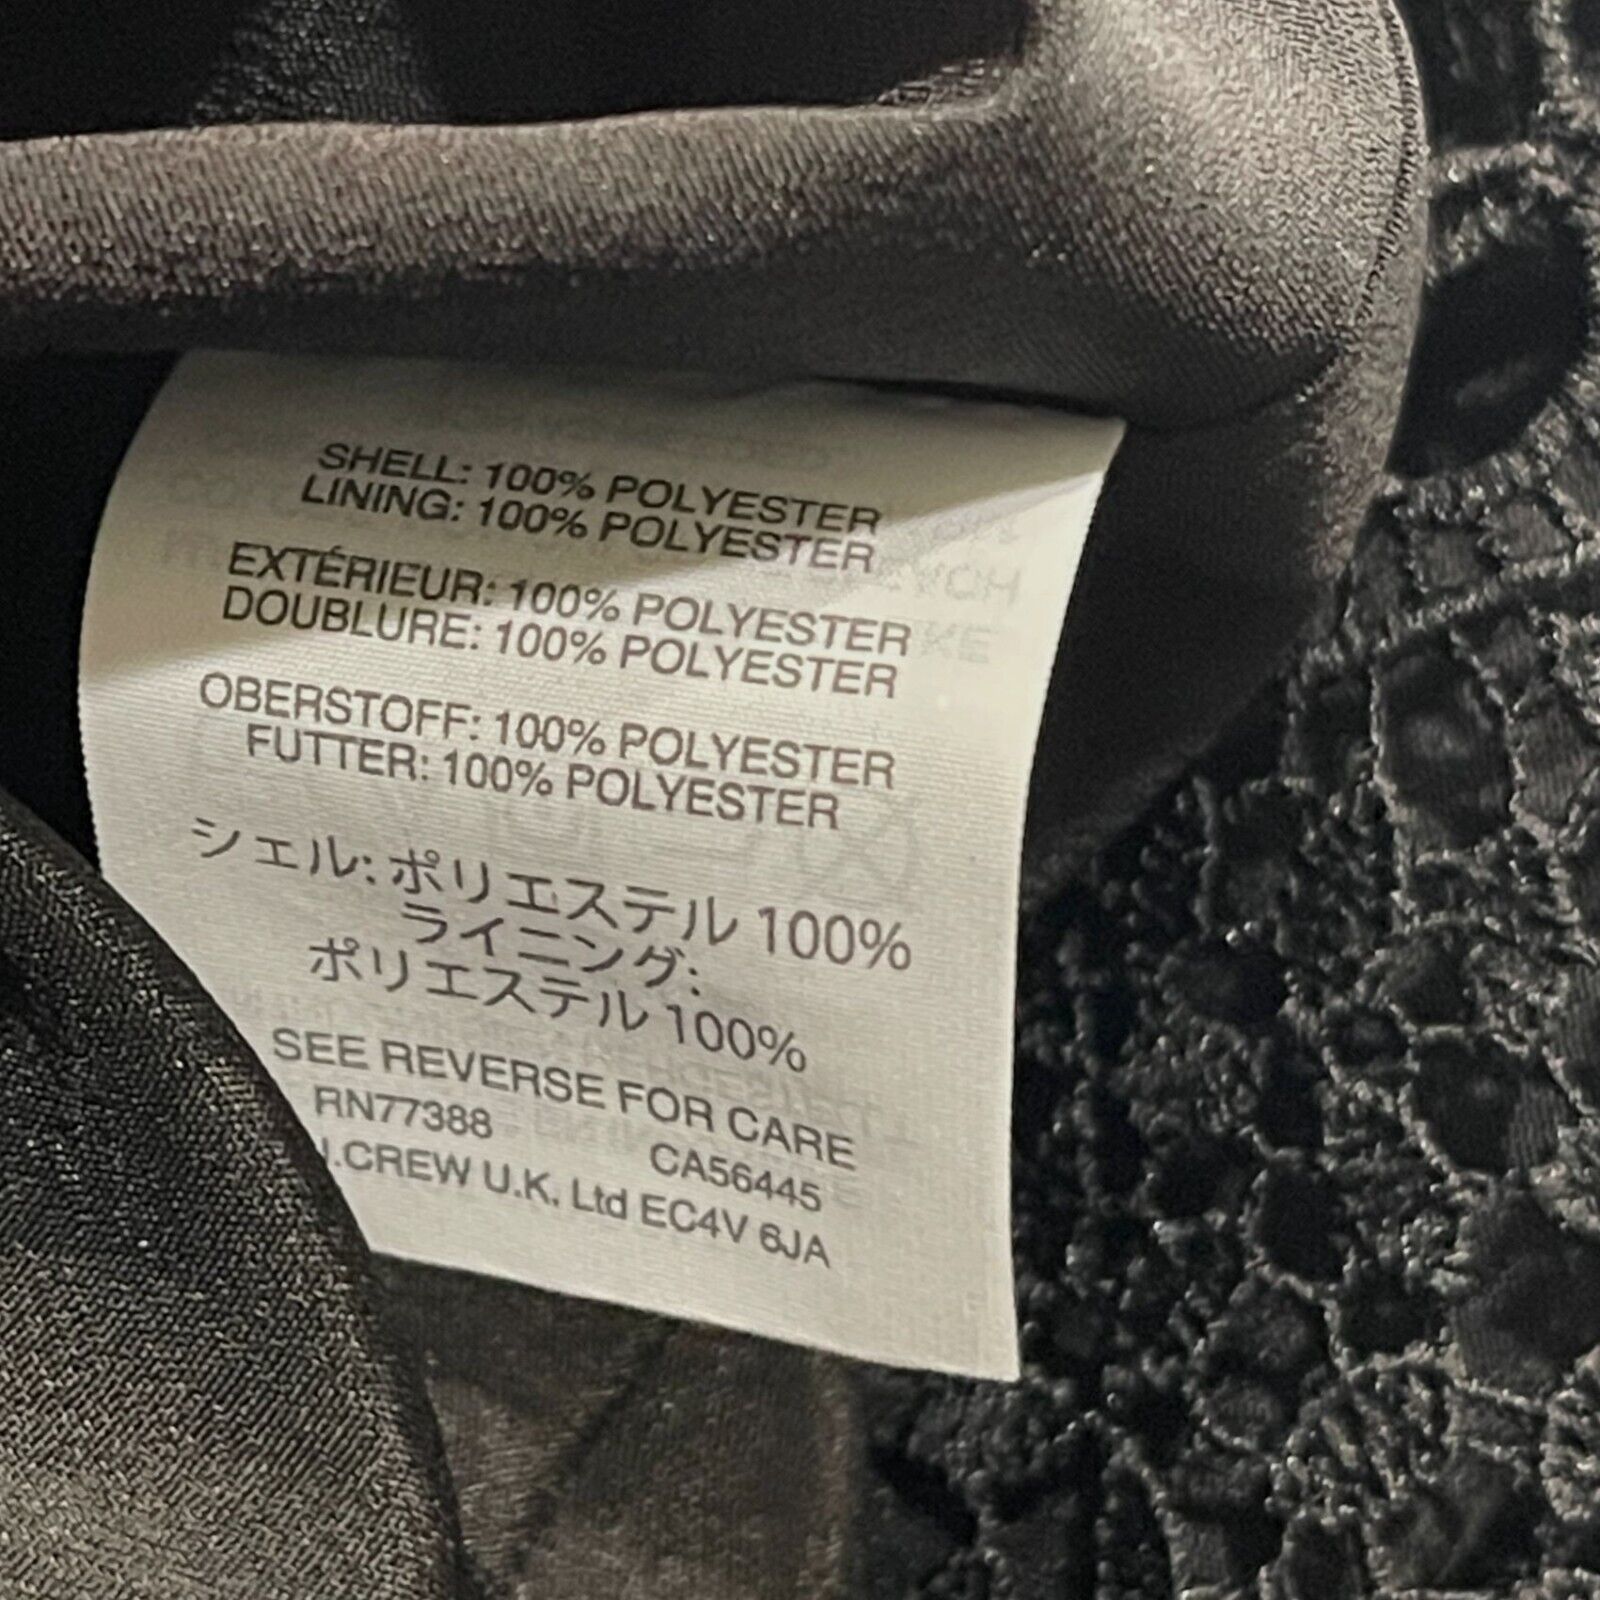 SHELL: 100% POLYESTER
LINING: 100% POLYESTER
EXTÉRIEUR: 100% POLYESTER
DOUBLURE: 100% POLYESTER
OBERSTOFF: 100% POLYESTER
FUTTER: 100% POLYESTER
シェル: ポリエステル 100%
ライニング:
ポリエステル 100%
SEE REVERSE FOR CARE
RN77388 CA56445
J.CREW U.K. Ltd EC4V 6JA